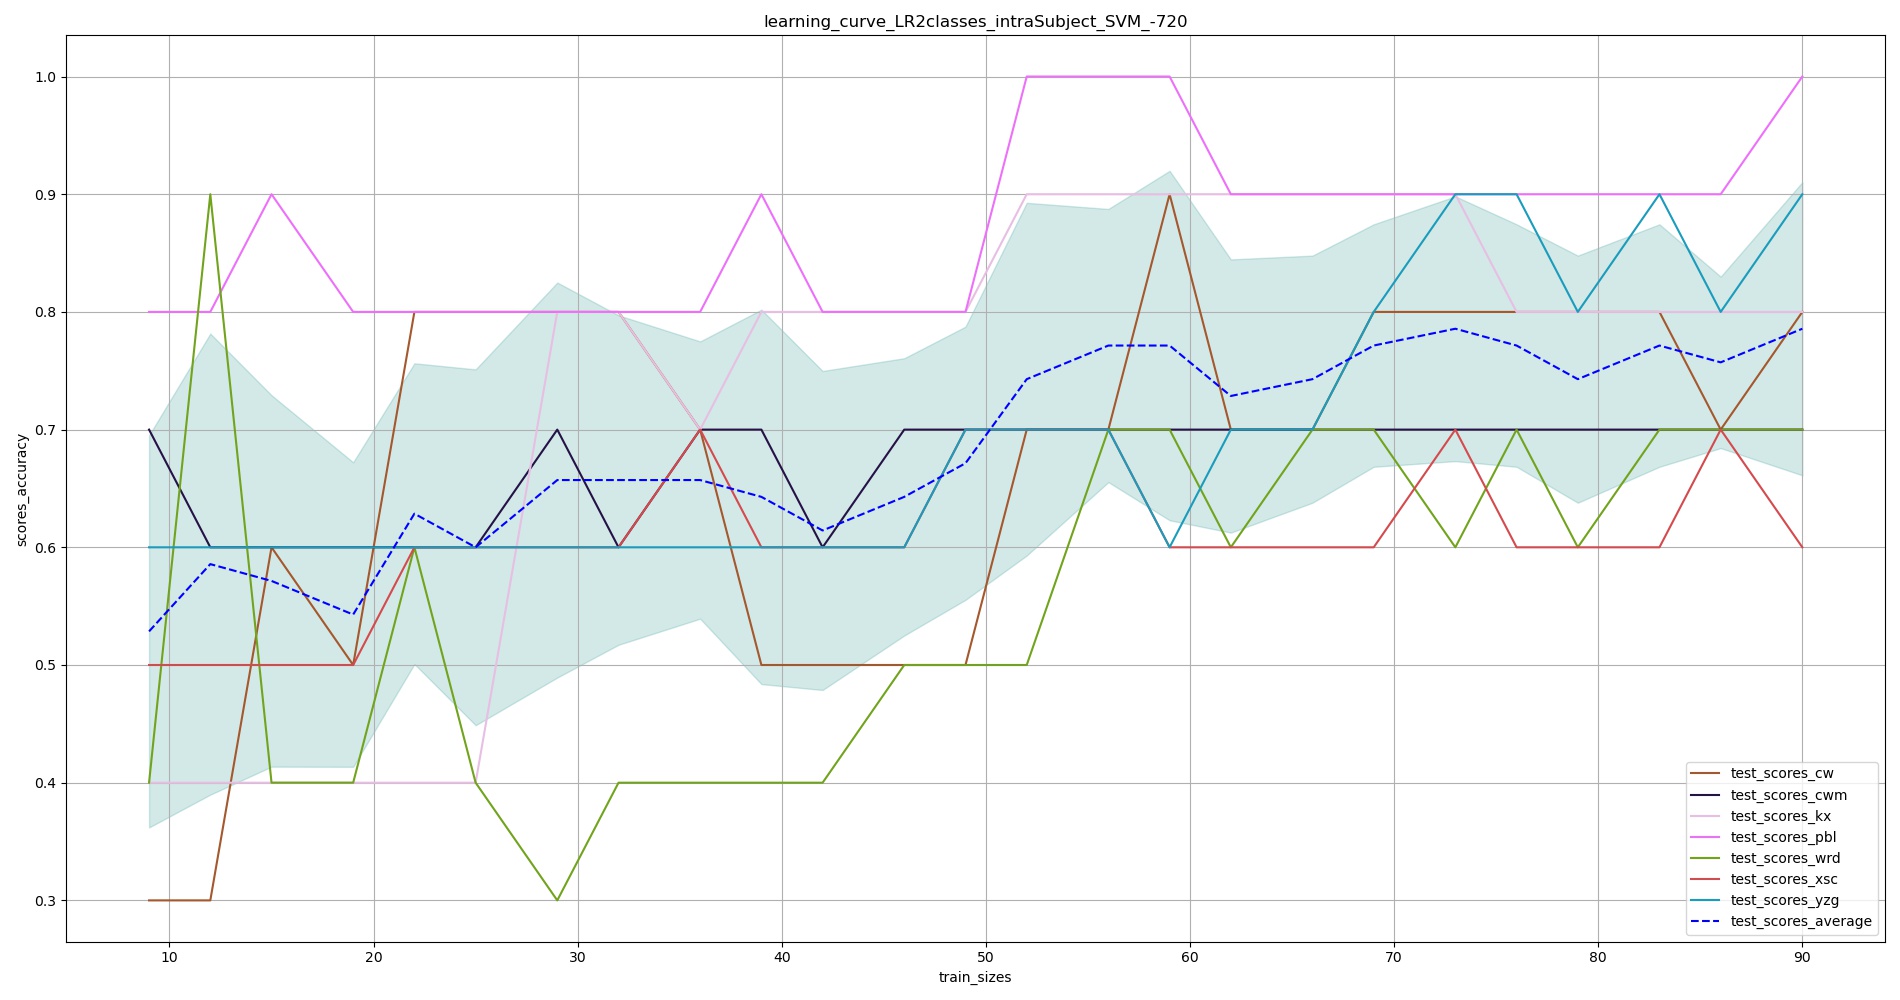 learning_curve_LR2classes_intraSubject_SVM_-720
scores_accuracy
1.0
0.9
0.8
0.7
0.6
0.5
0.4
0.3
10 20 30 40 50 60 70 80 90
train_sizes
test_scores_cw
test_scores_cwm
test_scores_kx
test_scores_pbl
test_scores_wrd
test_scores_xsc
test_scores_yzg
test_scores_average